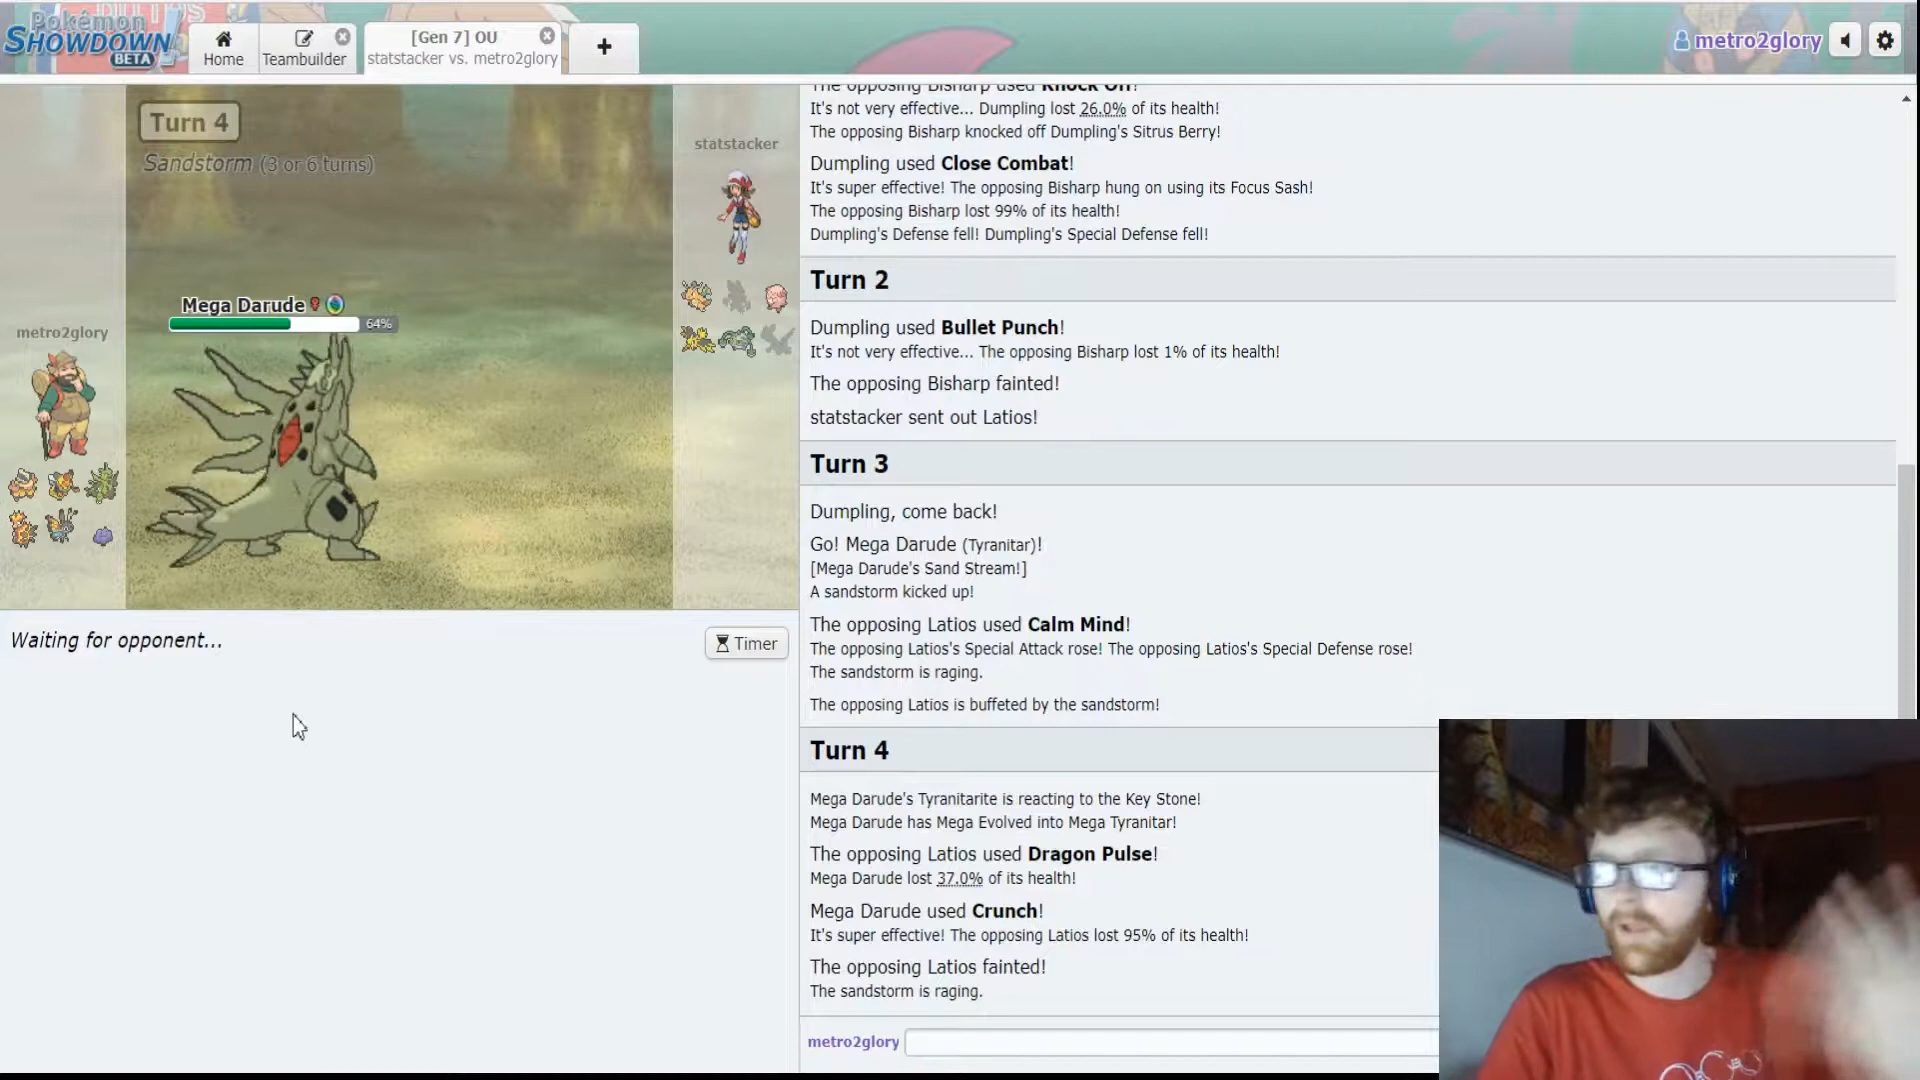 Pokémon
SHOWDOWN
BETA
Home
Teambuilder
[Gen 7] OU
statstacker vs. metro2glory
+
metro2glory
Turn 4
Sandstorm (3 or 6 turns)
statstacker
Mega Darude
64%
metro2glory
Waiting for opponent...
Timer
The opposing Bisharp used Knock Off!
It's not very effective... Dumpling lost 26.0% of its health!
The opposing Bisharp knocked off Dumpling's Sitrus Berry!
Dumpling used Close Combat!
It's super effective! The opposing Bisharp hung on using its Focus Sash!
The opposing Bisharp lost 99% of its health!
Dumpling's Defense fell! Dumpling's Special Defense fell!
Turn 2
Dumpling used Bullet Punch!
It's not very effective... The opposing Bisharp lost 1% of its health!
The opposing Bisharp fainted!
statstacker sent out Latios!
Turn 3
Dumpling, come back!
Go! Mega Darude (Tyranitar)!
[Mega Darude's Sand Stream!]
A sandstorm kicked up!
The opposing Latios used Calm Mind!
The opposing Latios's Special Attack rose! The opposing Latios's Special Defense rose!
The sandstorm is raging.
The opposing Latios is buffeted by the sandstorm!
Turn 4
Mega Darude's Tyranitarite is reacting to the Key Stone!
Mega Darude has Mega Evolved into Mega Tyranitar!
The opposing Latios used Dragon Pulse!
Mega Darude lost 37.0% of its health!
Mega Darude used Crunch!
It's super effective! The opposing Latios lost 95% of its health!
The opposing Latios fainted!
The sandstorm is raging.
metro2glory